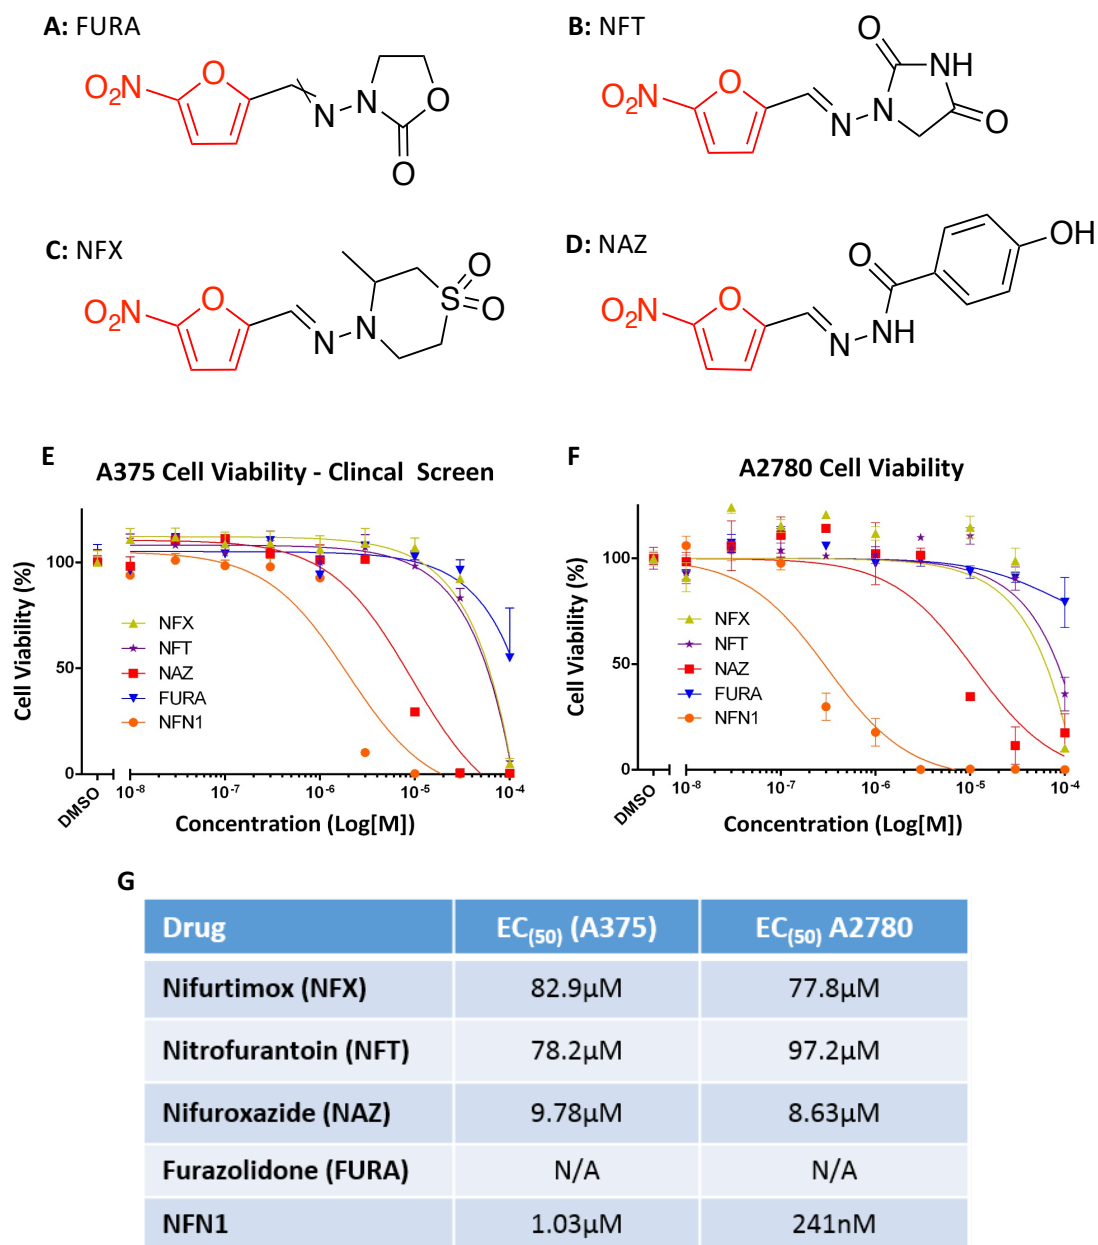 A: FURA
B: NFT
O₂N
O
N
N
O
O
O₂N
O
N
N
O
NH
O
C: NFX
D: NAZ
O₂N
O
N
N
S
O
O
O₂N
O
N
NH
O
OH
E
A375 Cell Viability - Clincal Screen
Cell Viability (%)
100
50
0
NFX
NFT
NAZ
FURA
NFN1
DMSO
10⁻⁸
10⁻⁷
10⁻⁶
10⁻⁵
10⁻⁴
Concentration (Log[M])
F
A2780 Cell Viability
Cell Viability (%)
100
50
0
NFX
NFT
NAZ
FURA
NFN1
DMSO
10⁻⁸
10⁻⁷
10⁻⁶
10⁻⁵
10⁻⁴
Concentration (Log[M])
G
Drug EC₍₅₀₎ (A375) EC₍₅₀₎ A2780
Nifurtimox (NFX) 82.9µM 77.8µM
Nitrofurantoin (NFT) 78.2µM 97.2µM
Nifuroxazide (NAZ) 9.78µM 8.63µM
Furazolidone (FURA) N/A N/A
NFN1 1.03µM 241nM